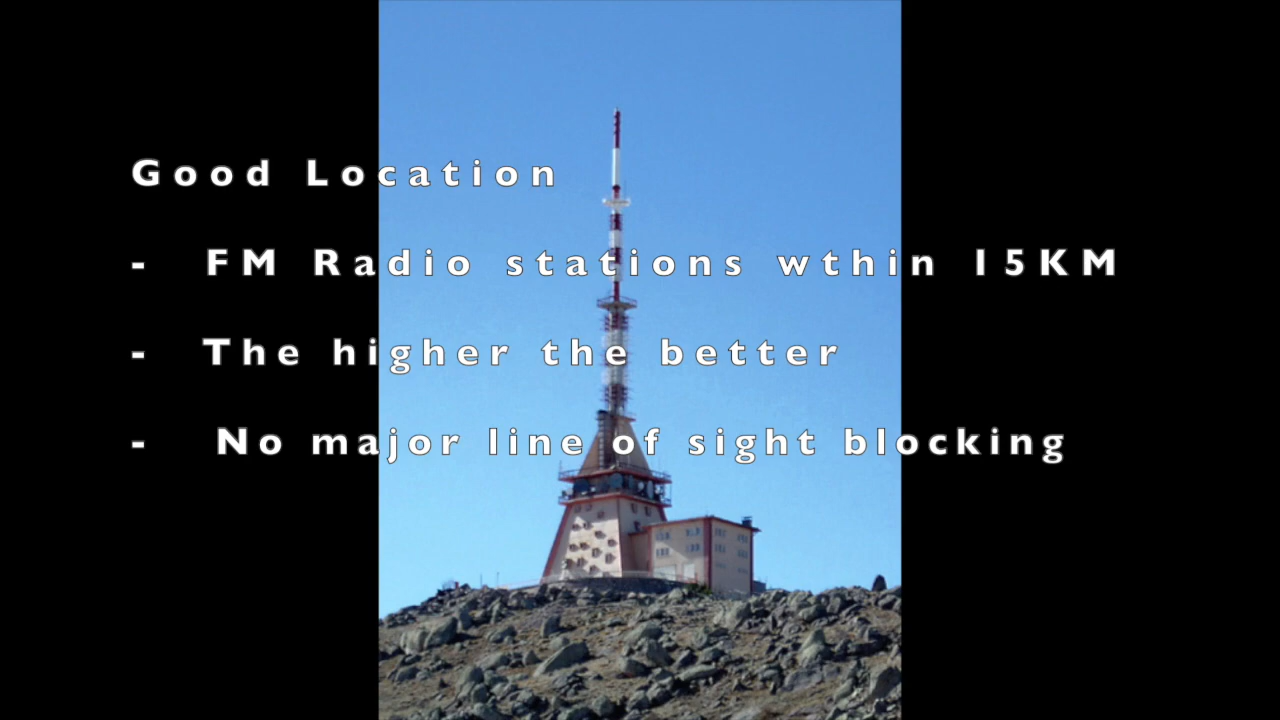 Good Location
- FM Radio stations wthin 15KM
- The higher the better
- No major line of sight blocking